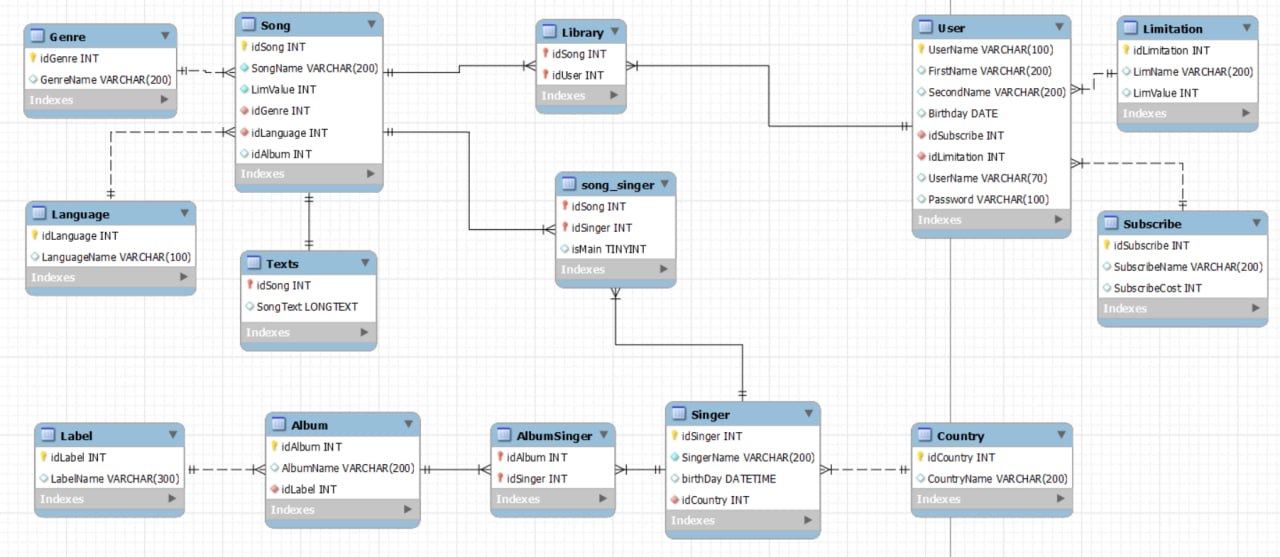 Genre
idGenre INT
GenreName VARCHAR(200)
Indexes
Song
idSong INT
SongName VARCHAR(200)
LimValue INT
idGenre INT
idLanguage INT
idAlbum INT
Indexes
Library
idSong INT
idUser INT
Indexes
User
UserName VARCHAR(100)
FirstName VARCHAR(200)
SecondName VARCHAR(200)
Birthday DATE
idSubscribe INT
idLimitation INT
UserName VARCHAR(70)
Password VARCHAR(100)
Indexes
Limitation
idLimitation INT
LimName VARCHAR(200)
LimValue INT
Indexes
Language
idLanguage INT
LanguageName VARCHAR(100)
Indexes
Texts
idSong INT
SongText LONGTEXT
Indexes
song_singer
idSong INT
idSinger INT
isMain TINYINT
Indexes
Subscribe
idSubscribe INT
SubscribeName VARCHAR(200)
SubscribeCost INT
Indexes
Label
idLabel INT
LabelName VARCHAR(300)
Indexes
Album
idAlbum INT
AlbumName VARCHAR(200)
idLabel INT
Indexes
AlbumSinger
idAlbum INT
idSinger INT
Indexes
Singer
idSinger INT
SingerName VARCHAR(200)
birthDay DATETIME
idCountry INT
Indexes
Country
idCountry INT
CountryName VARCHAR(200)
Indexes